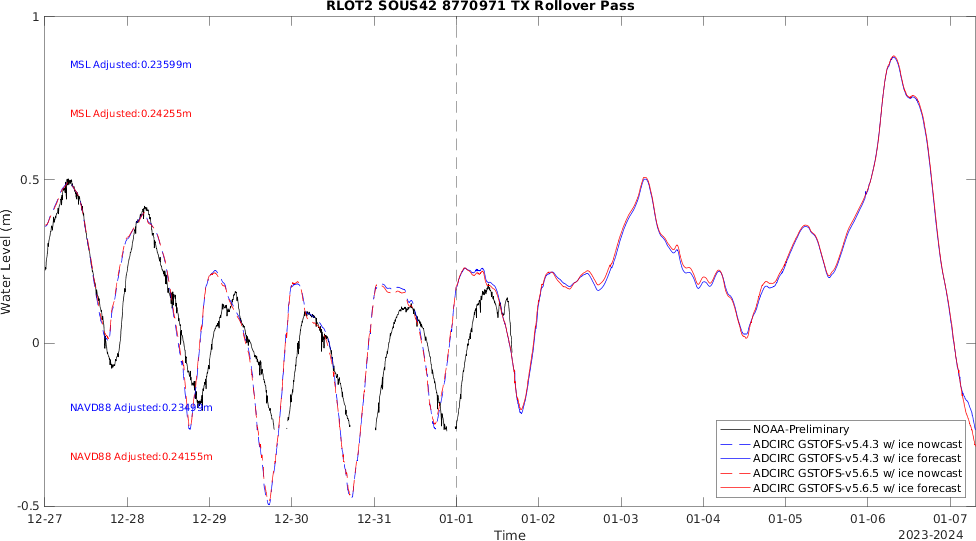 RLOT2 SOUS42 8770971 TX Rollover Pass
1
MSL Adjusted:0.23599m
MSL Adjusted:0.24255m
0.5
Water Level (m)
0
NAVD88 Adjusted:0.23499m
NAVD88 Adjusted:0.24155m
-0.5
NOAA-Preliminary
ADCIRC GSTOFS-v5.4.3 w/ ice nowcast
ADCIRC GSTOFS-v5.4.3 w/ ice forecast
ADCIRC GSTOFS-v5.6.5 w/ ice nowcast
ADCIRC GSTOFS-v5.6.5 w/ ice forecast
12-27 12-28 12-29 12-30 12-31 01-01 01-02 01-03 01-04 01-05 01-06 01-07
Time
2023-2024